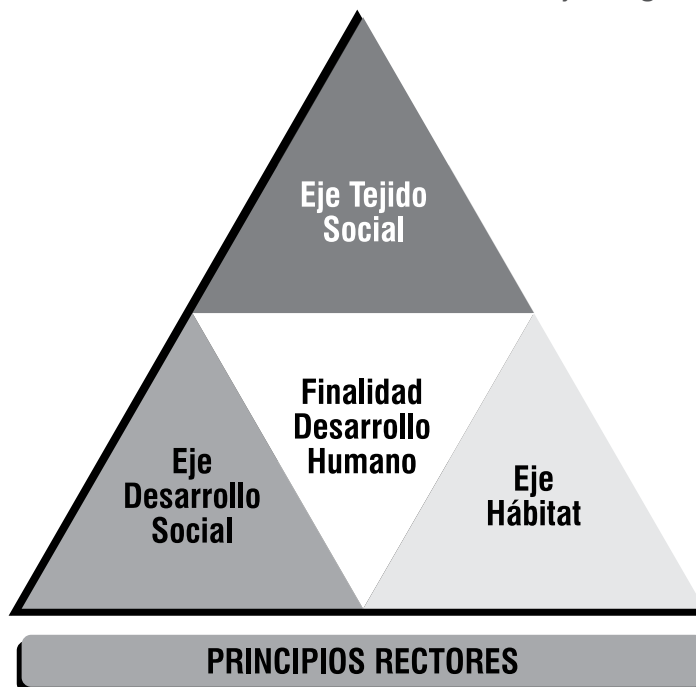 Eje Tejido
Social
Finalidad
Desarrollo
Humano
Eje
Desarrollo
Social
Eje
Hábitat
PRINCIPIOS RECTORES